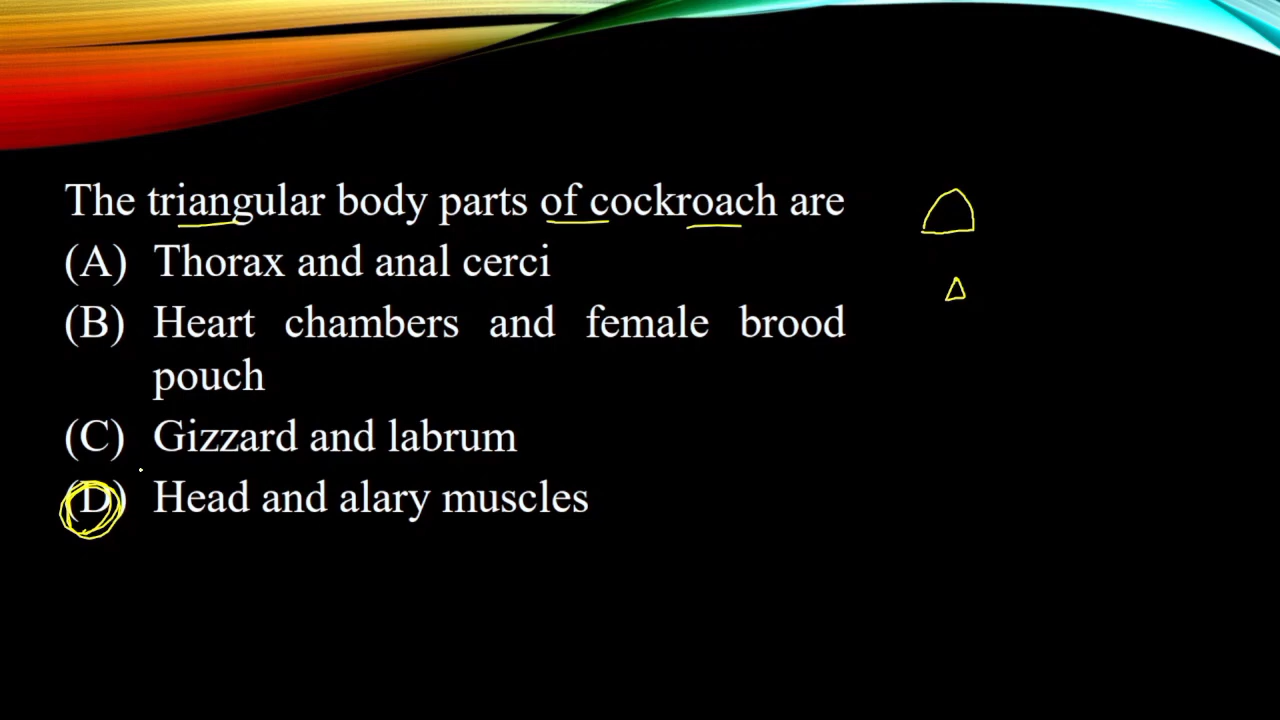 The triangular body parts of cockroach are
(A) Thorax and anal cerci
(B) Heart chambers and female brood
pouch
(C) Gizzard and labrum
(D) Head and alary muscles